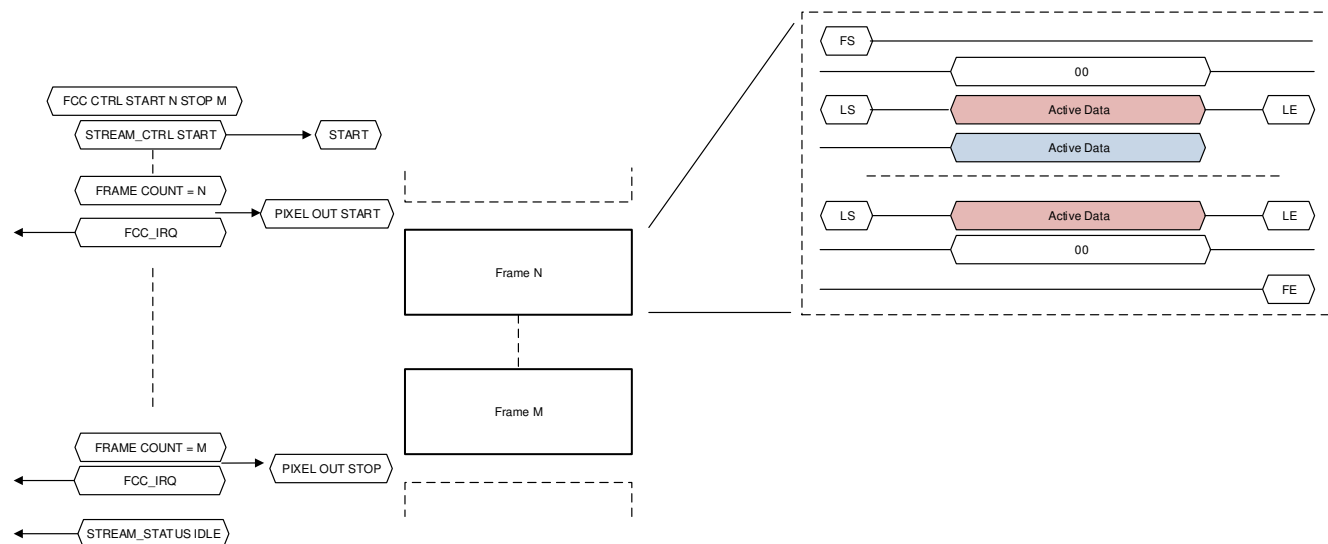 FCC CTRL START N STOP M
STREAM_CTRL START
START
FRAME COUNT = N
PIXEL OUT START
FCC_IRQ
Frame N
Frame M
FRAME COUNT = M
PIXEL OUT STOP
FCC_IRQ
STREAM_STATUS IDLE
FS
00
LS
Active Data
LE
Active Data
LS
Active Data
LE
00
FE